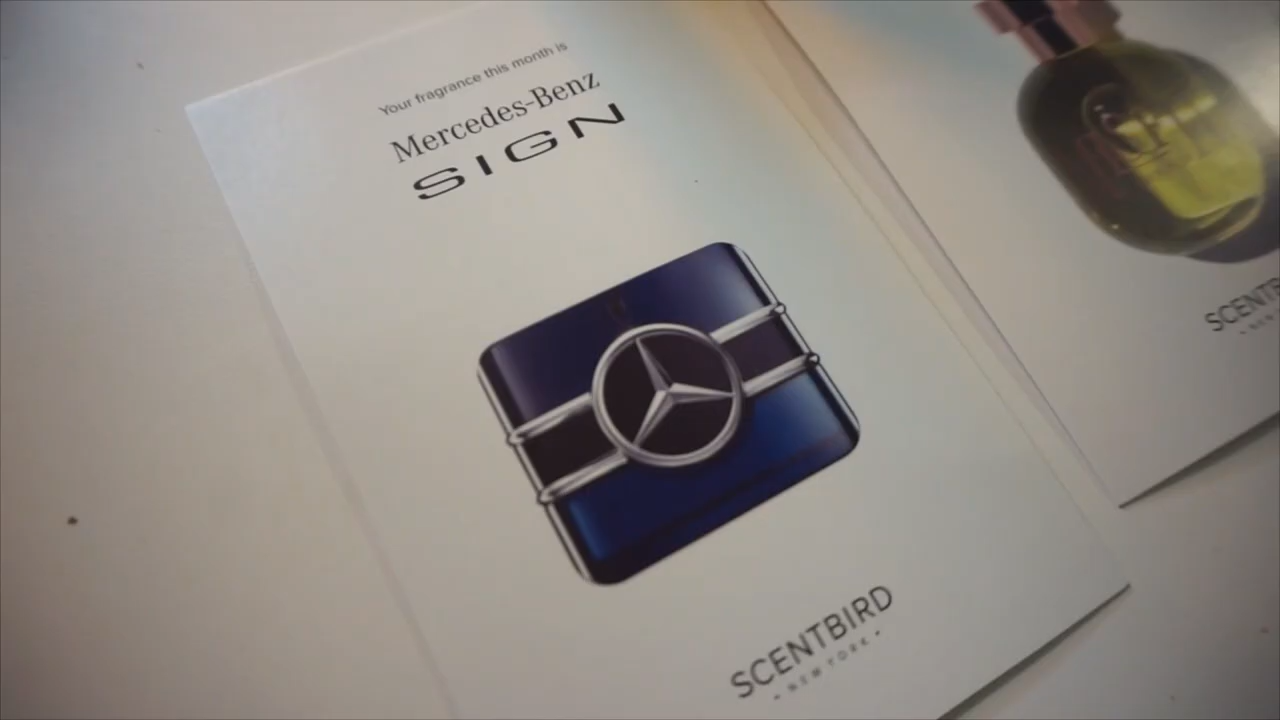 Your fragrance this month is
Mercedes-Benz
SIGN
SCENTBIRD
• NEW YORK •
SCENTB